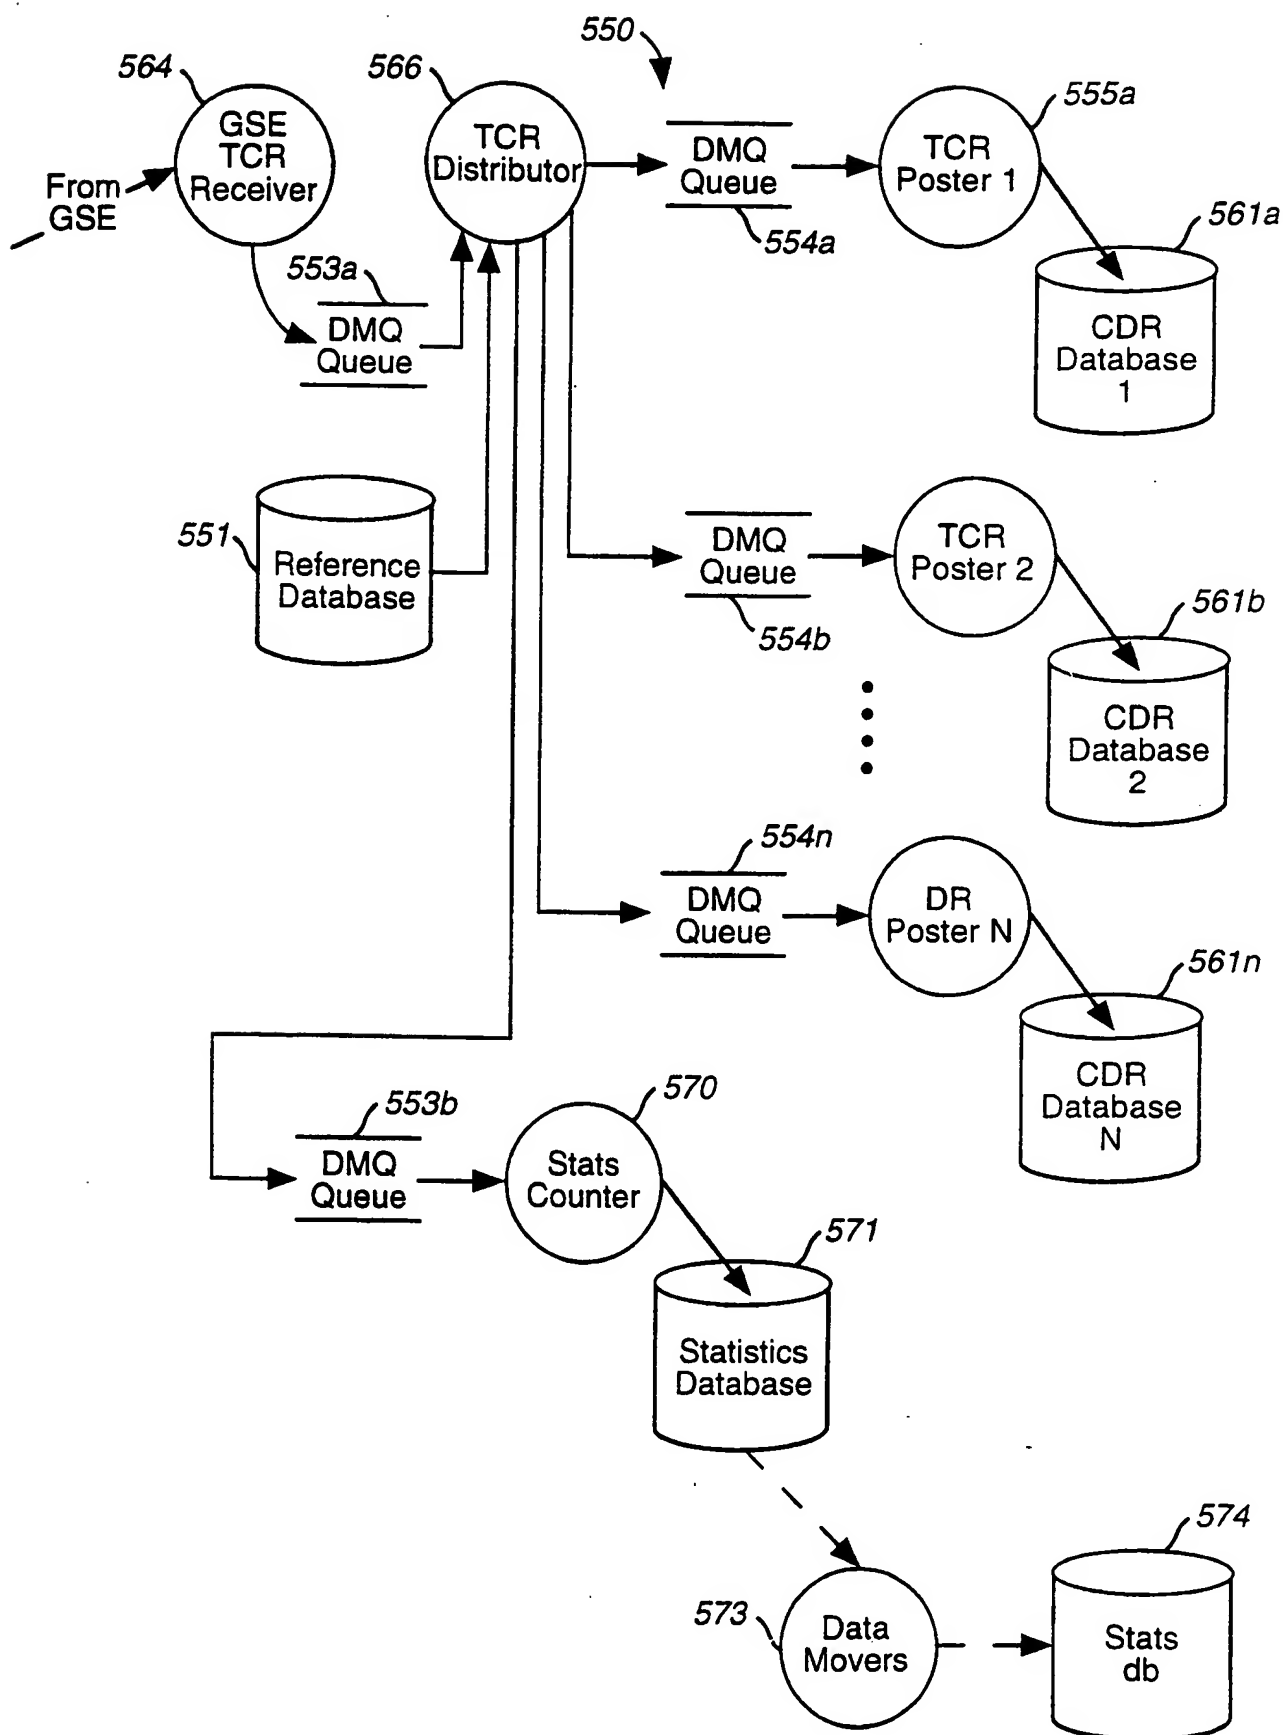 550
564
566
555a
GSE
TCR
Receiver
TCR
Distributor
DMQ
Queue
TCR
Poster 1
From
GSE
554a
561a
553a
DMQ
Queue
CDR
Database
1
551
Reference
Database
DMQ
Queue
TCR
Poster 2
554b
561b
CDR
Database
2
554n
DMQ
Queue
DR
Poster N
561n
CDR
Database
N
553b
570
DMQ
Queue
Stats
Counter
571
Statistics
Database
574
573
Data
Movers
Stats
db